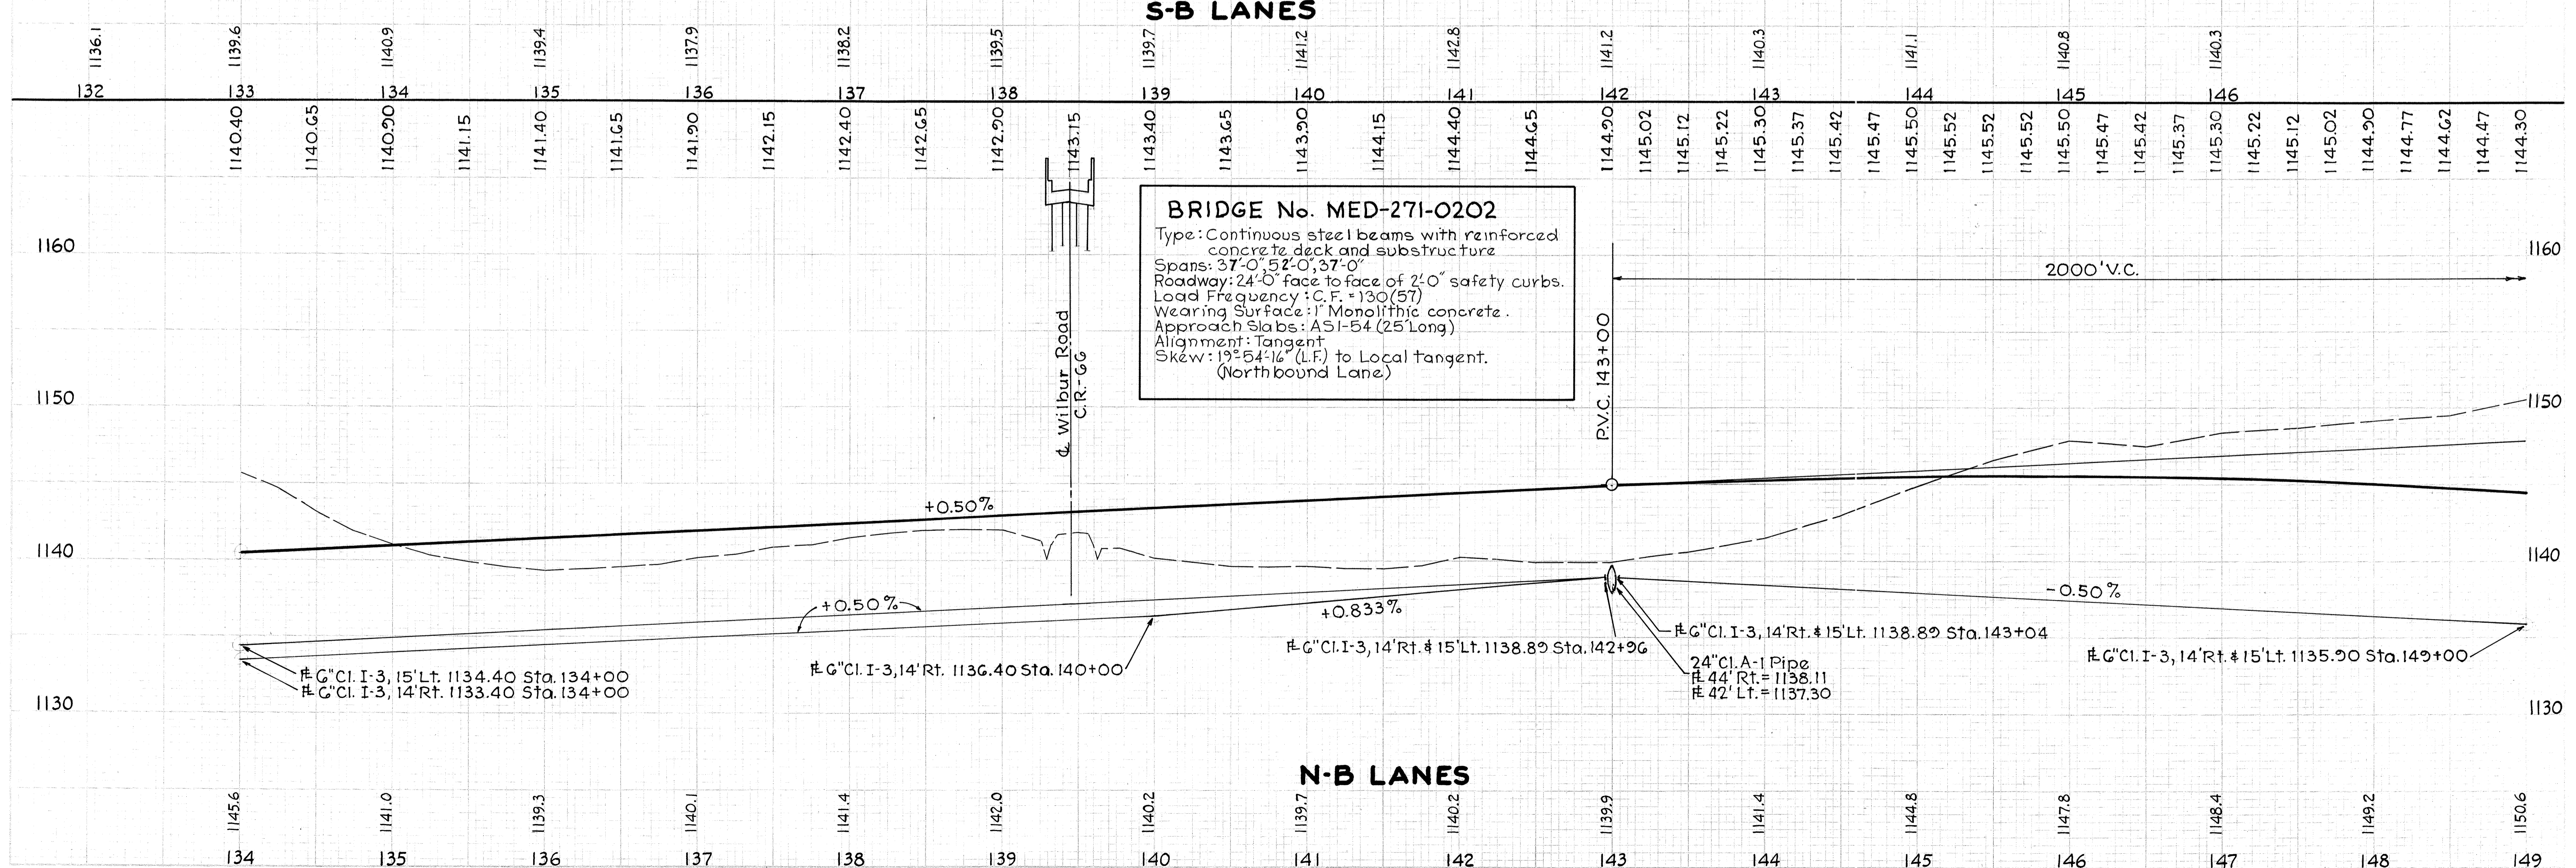 S-B LANES
1136.1 1139.6 1140.9 1139.4 1137.9 1138.2 1139.5 1139.7 1141.2 1142.8 1141.2 1140.3 1141.1 1140.8 1140.3
132 133 134 135 136 137 138 139 140 141 142 143 144 145 146
1140.40 1140.65 1140.90 1141.15 1141.40 1141.65 1141.90 1142.15 1142.40 1142.65 1142.90 1143.15 1143.40 1143.65 1143.90 1144.15 1144.40 1144.65 1144.90 1145.02 1145.12 1145.22 1145.30 1145.37 1145.42 1145.47 1145.50 1145.52 1145.52 1145.52 1145.50 1145.47 1145.42 1145.37 1145.30 1145.22 1145.12 1145.02 1144.90 1144.77 1144.62 1144.47 1144.30
BRIDGE No. MED-271-0202
Type: Continuous steel beams with reinforced
concrete deck and substructure
Spans: 37'-0", 52'-0", 37'-0"
Roadway: 24'-0" face to face of 2'-0" safety curbs.
Load Frequency: C.F. = 130(57)
Wearing Surface: 1" Monolithic concrete.
Approach Slabs: AS1-54 (25' Long)
Alignment: Tangent
Skew: 19°-54'-16" (L.F.) to Local tangent.
(Northbound Lane)
1160 1160
2000' V.C.
℄ Wilbur Road
C.R.-66
P.V.C. 143+00
1150 1150
+0.50%
1140 1140
+0.50%
+0.833%
-0.50%
℄ 6" Cl. I-3, 15' Lt. 1134.40 Sta. 134+00
℄ 6" Cl. I-3, 14' Rt. 1133.40 Sta. 134+00
℄ 6" Cl. I-3, 14' Rt. 1136.40 Sta. 140+00
℄ 6" Cl. I-3, 14' Rt. & 15' Lt. 1138.89 Sta. 142+96
℄ 6" Cl. I-3, 14' Rt. & 15' Lt. 1138.89 Sta. 143+04
24" Cl. A-1 Pipe
℄ 44' Rt. = 1138.11
℄ 42' Lt. = 1137.30
℄ 6" Cl. I-3, 14' Rt. & 15' Lt. 1135.90 Sta. 149+00
1130 1130
N-B LANES
1145.6 1141.0 1139.3 1140.1 1141.4 1142.0 1140.2 1139.7 1140.2 1139.9 1141.4 1144.8 1147.8 1148.4 1149.2 1150.6
134 135 136 137 138 139 140 141 142 143 144 145 146 147 148 149